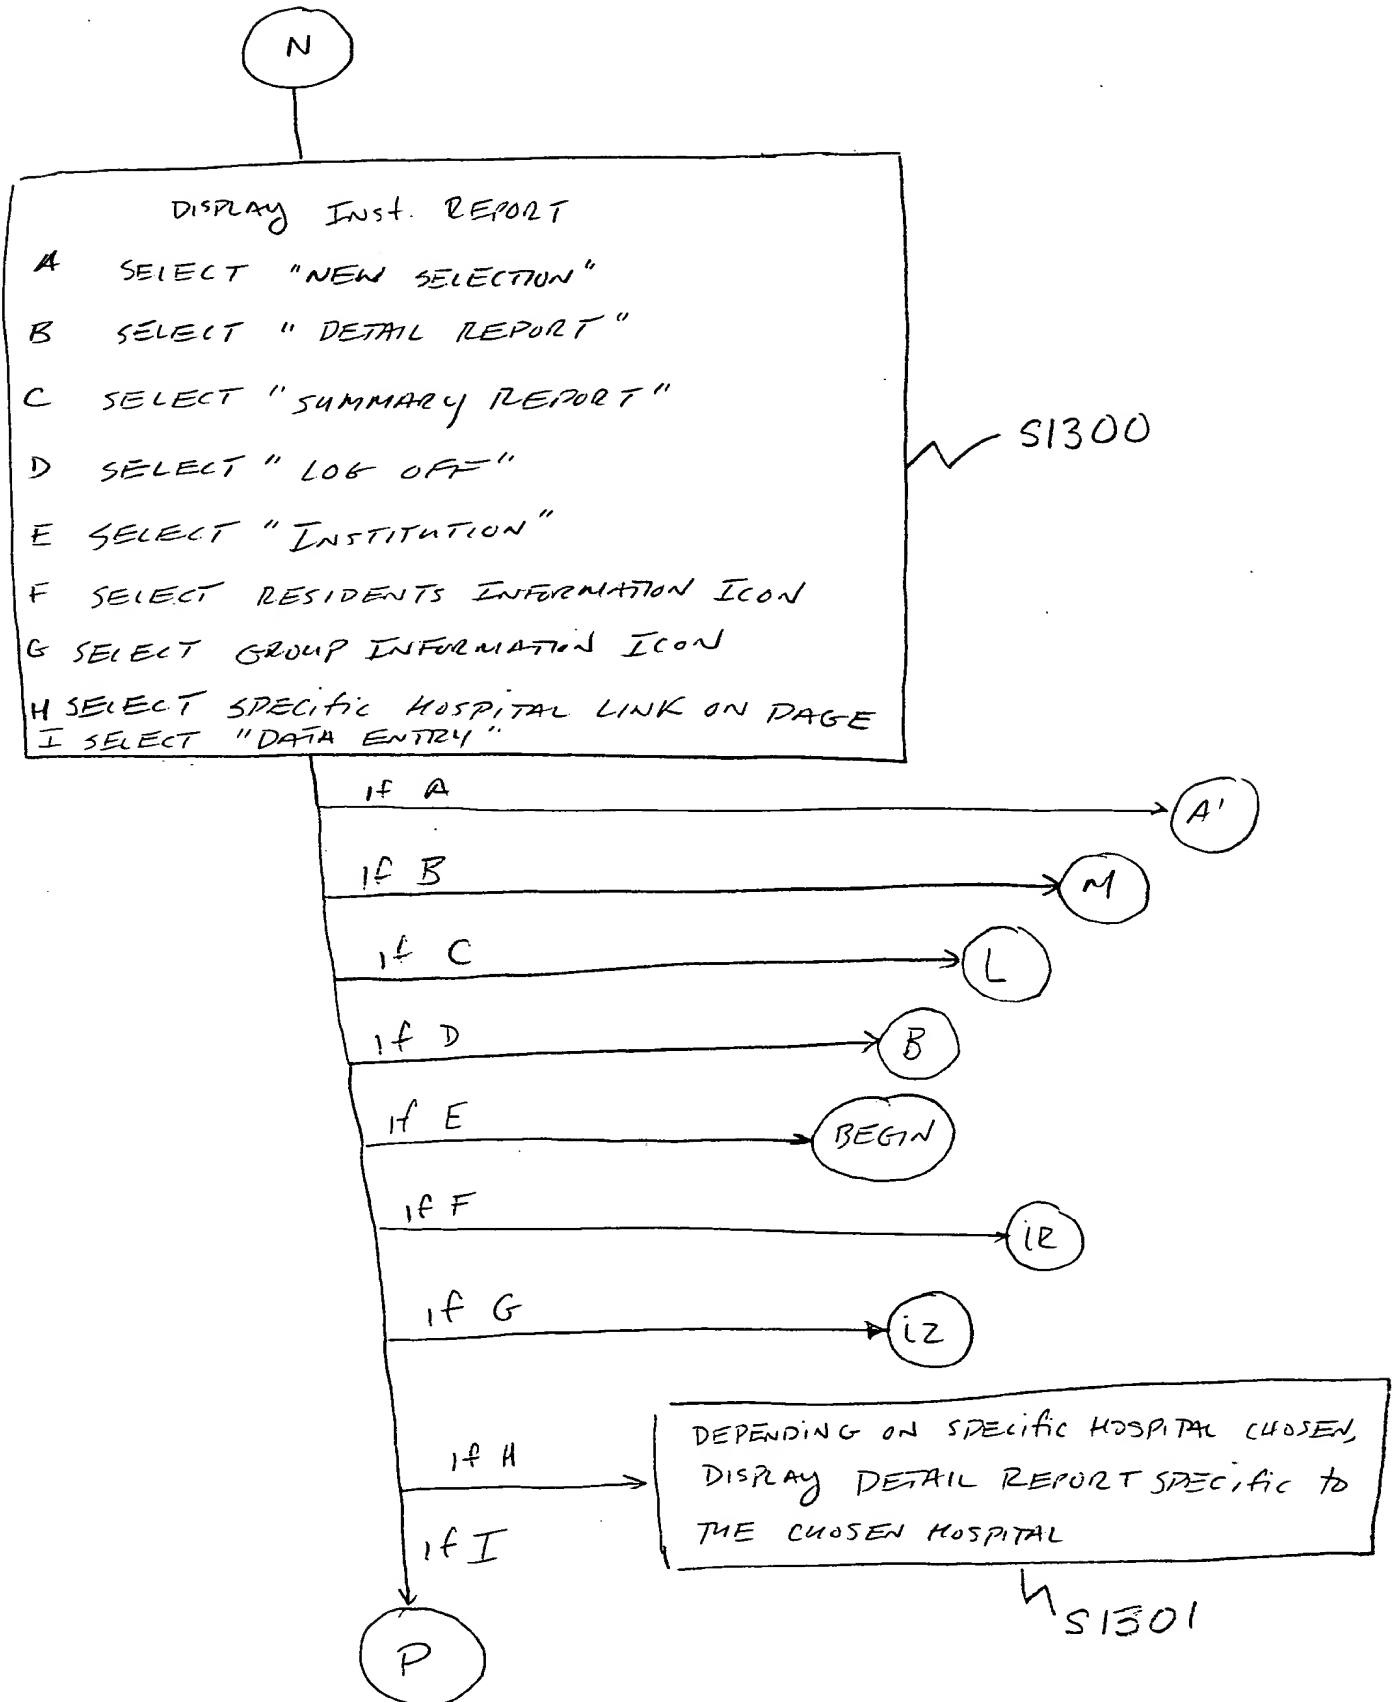 N
DISPLAY INST. REPORT
A SELECT "NEW SELECTION"
B SELECT "DETAIL REPORT"
C SELECT "SUMMARY REPORT"
S1300
D SELECT "LOG OFF"
E SELECT "INSTITUTION"
F SELECT RESIDENTS INFORMATION ICON
G SELECT GROUP INFORMATION ICON
H SELECT SPECIFIC HOSPITAL LINK ON PAGE
I SELECT "DATA ENTRY"
If A
A'
If B
M
If C
L
If D
B
If E
BEGIN
If F
iR
If G
iz
If H
DEPENDING ON SPECIFIC HOSPITAL CHOSEN,
DISPLAY DETAIL REPORT SPECIFIC to
THE CHOSEN HOSPITAL
If I
S1301
P